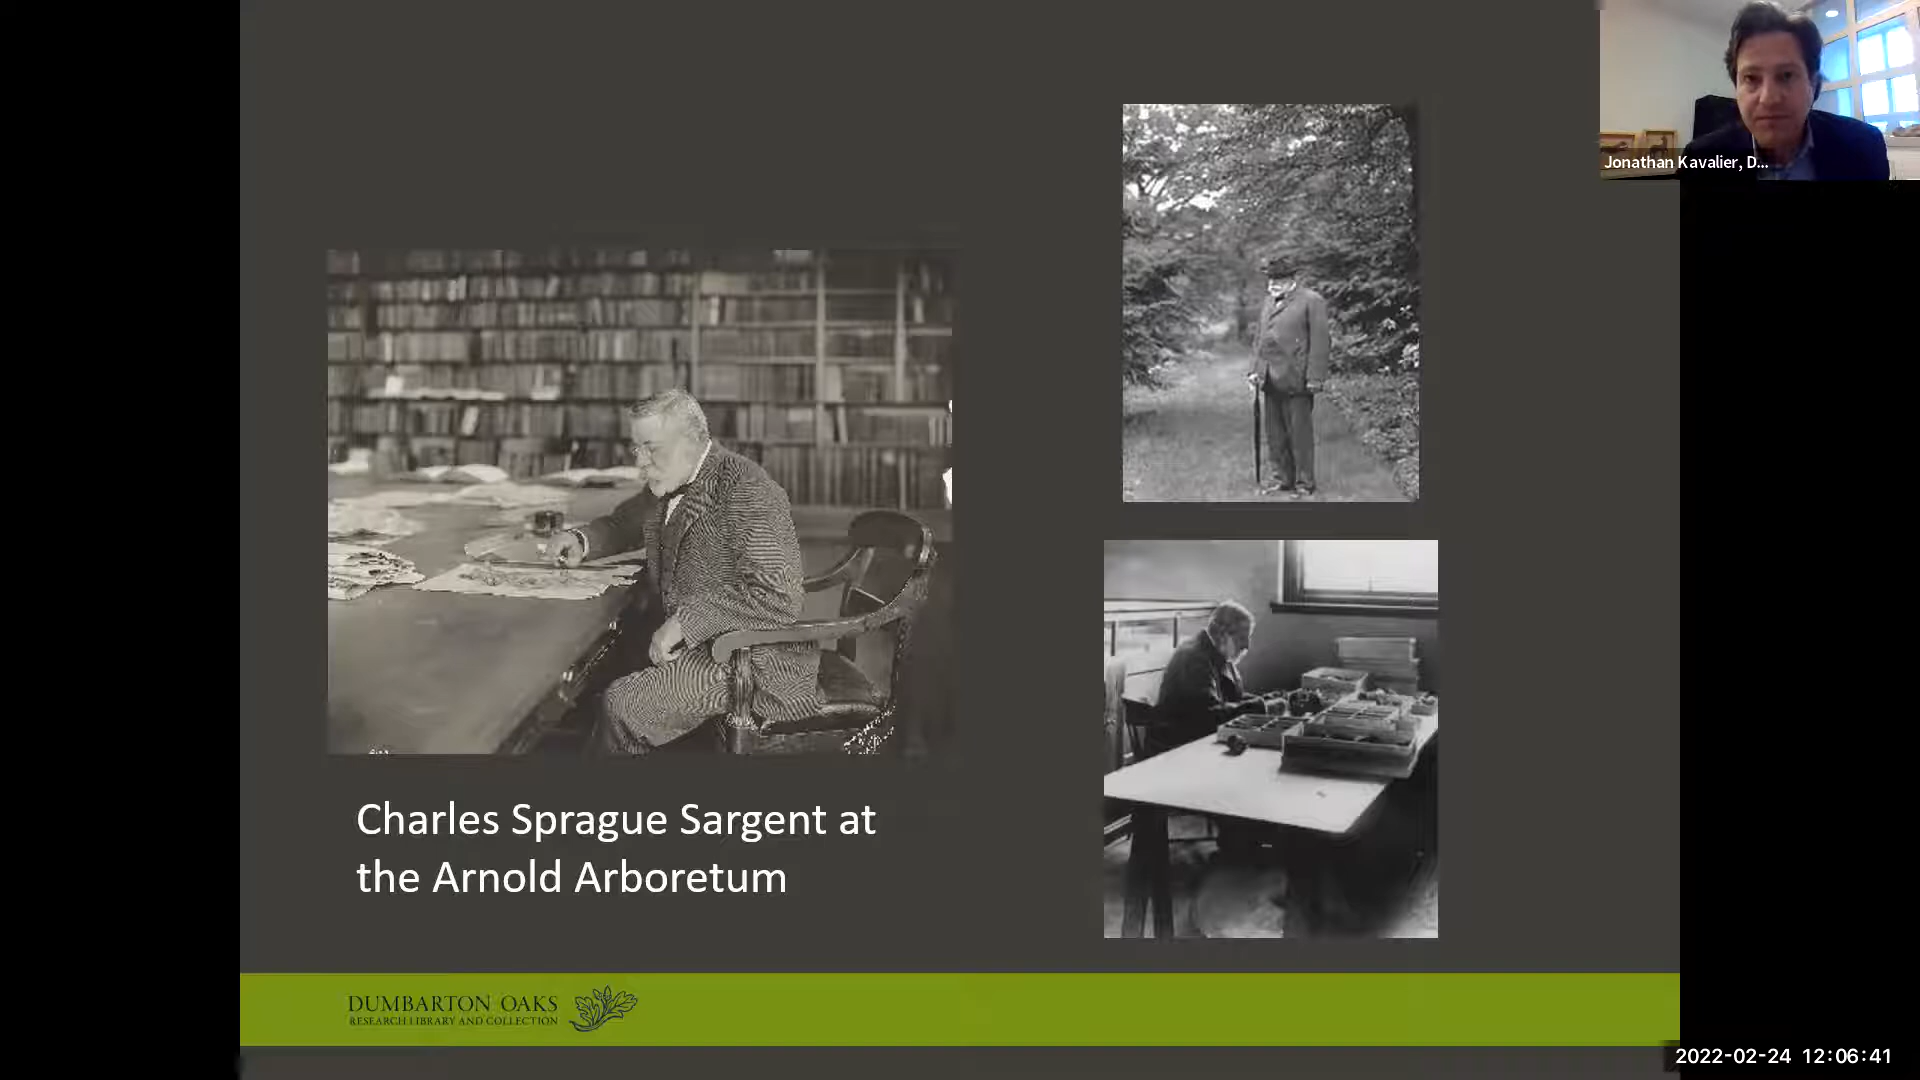 Jonathan Kavalier, D...
Charles Sprague Sargent at
the Arnold Arboretum
DUMBARTON OAKS
RESEARCH LIBRARY AND COLLECTION
2022-02-24 12:06:41